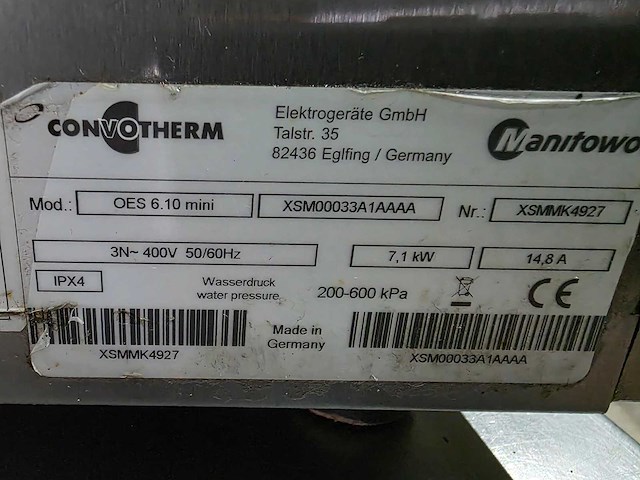 CONVOTHERM
Elektrogeräte GmbH
Talstr. 35
82436 Eglfing / Germany
Manitowo
Mod.: OES 6.10 mini XSM00033A1AAAA Nr.: XSMMK4927
3N~ 400V 50/60Hz 7,1 kW 14,8 A
IPX4
Wasserdruck
water pressure
200-600 kPa
CE
XSMMK4927
Made in
Germany
XSM00033A1AAAA